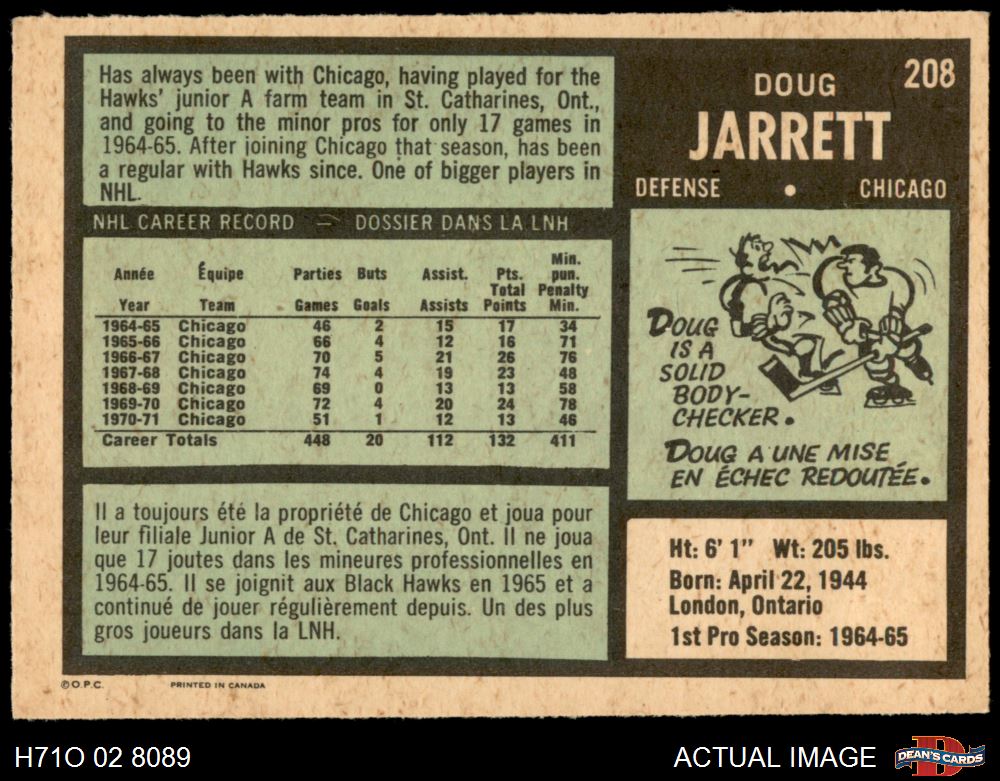 Has always been with Chicago, having played for the
Hawks' junior A farm team in St. Catharines, Ont.,
and going to the minor pros for only 17 games in
1964-65. After joining Chicago that season, has been
a regular with Hawks since. One of bigger players in
NHL.
208
DOUG
JARRETT
DEFENSE • CHICAGO
NHL CAREER RECORD — DOSSIER DANS LA LNH
Année Équipe Parties Buts Assist. Pts. Total Min. pun.
Year Team Games Goals Assists Points Penalty Min.
1964-65 Chicago 46 2 15 17 34
1965-66 Chicago 66 4 12 16 71
1966-67 Chicago 70 5 21 26 76
1967-68 Chicago 74 4 19 23 48
1968-69 Chicago 69 0 13 13 58
1969-70 Chicago 72 4 20 24 78
1970-71 Chicago 51 1 12 13 46
Career Totals 448 20 112 132 411
DOUG
IS A
SOLID
BODY-
CHECKER.
DOUG A UNE MISE
EN ÉCHEC REDOUTÉE.
Il a toujours été la propriété de Chicago et joua pour
leur filiale Junior A de St. Catharines, Ont. Il ne joua
que 17 joutes dans les mineures professionnelles en
1964-65. Il se joignit aux Black Hawks en 1965 et a
continué de jouer régulièrement depuis. Un des plus
gros joueurs dans la LNH.
Ht: 6' 1" Wt: 205 lbs.
Born: April 22, 1944
London, Ontario
1st Pro Season: 1964-65
© O.P.C. PRINTED IN CANADA
H71O 02 8089
ACTUAL IMAGE
D
DEAN'S CARDS